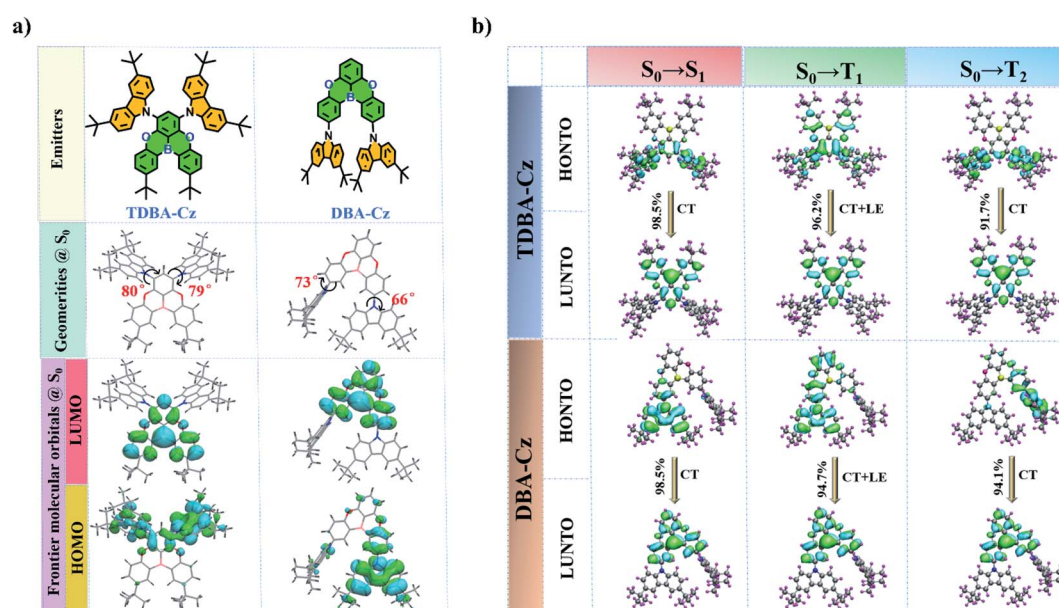 a)
Emitters
O
O
B
N
N
TDBA-Cz
O
O
B
N
N
DBA-Cz
Geomerities @ S0
80°
79°
73°
66°
Frontier molecular orbitals @ S0
LUMO
HOMO
b)
S0→S1
S0→T1
S0→T2
TDBA-Cz
HONTO
98.5%
CT
96.2%
CT+LE
91.7%
CT
LUNTO
DBA-Cz
HONTO
98.5%
CT
94.7%
CT+LE
94.1%
CT
LUNTO